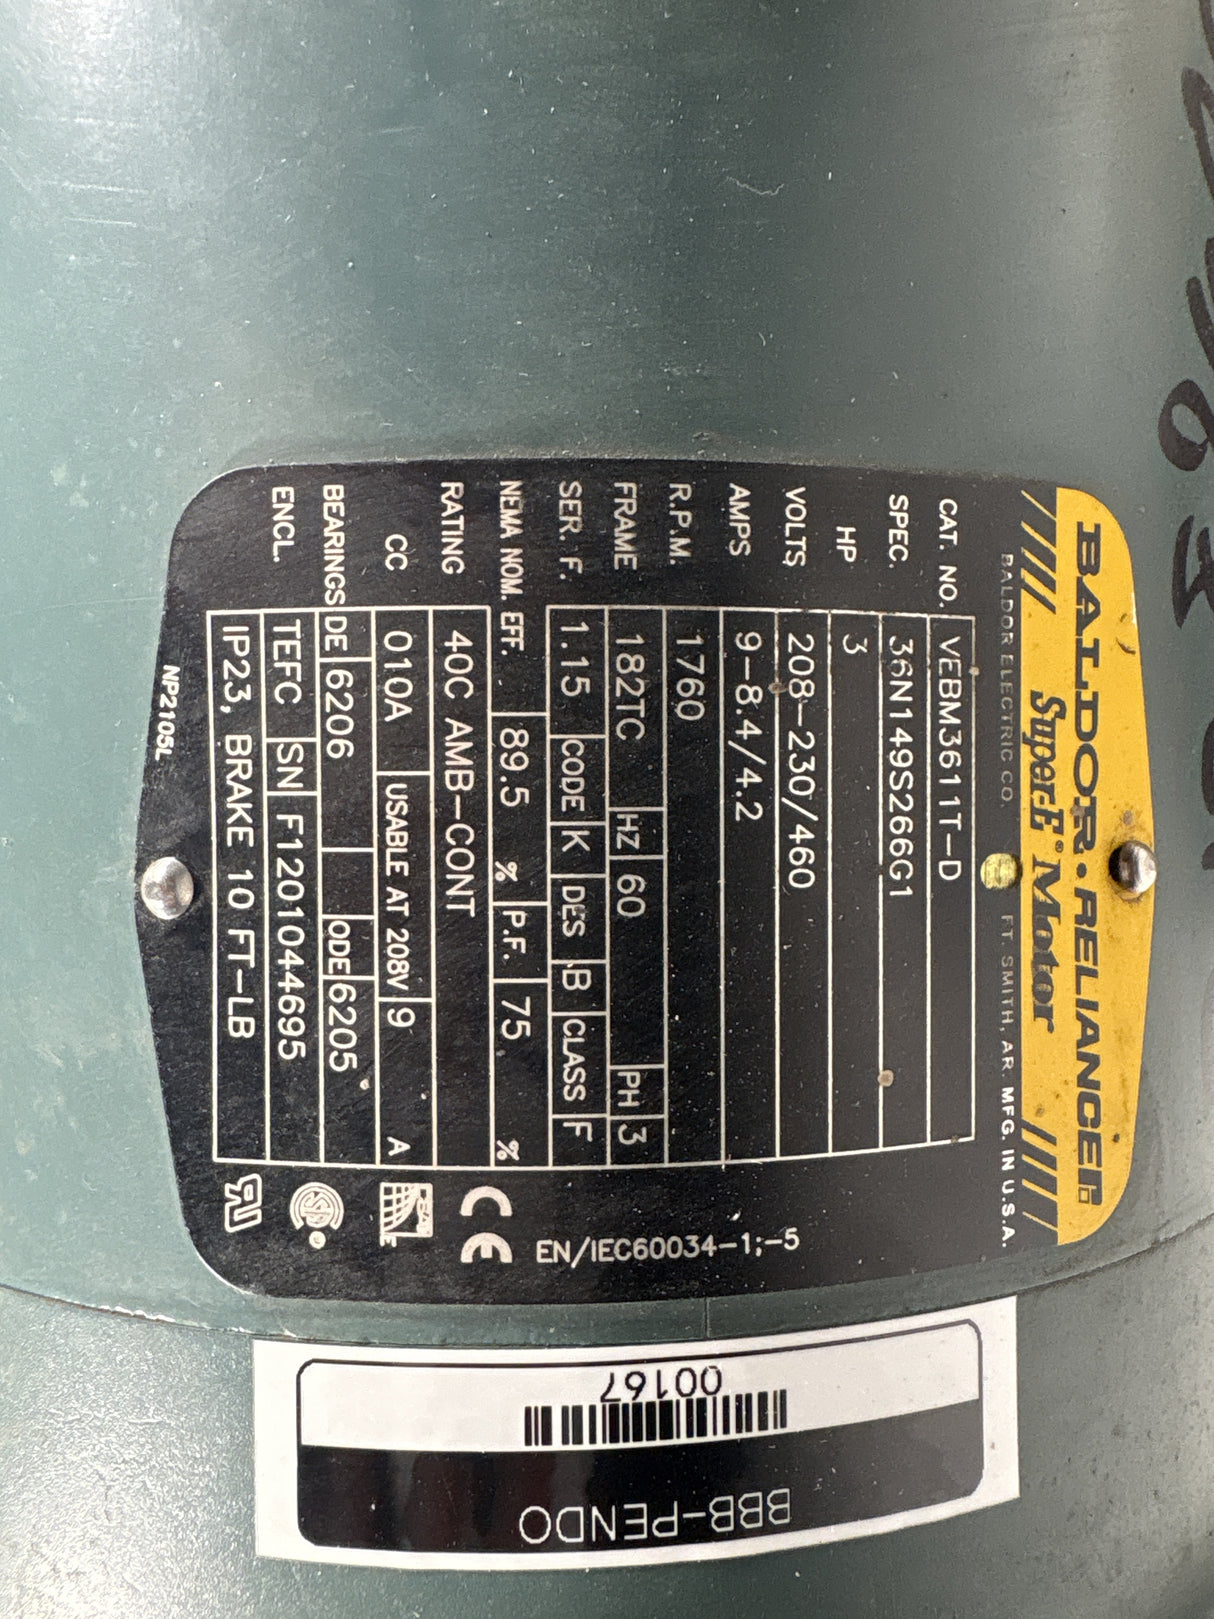 BALDOR·RELIANCER
Super-E® Motor
BALDOR ELECTRIC CO. FT. SMITH, AR MFG. IN U.S.A.
CAT. NO. VEBM3611T-D
SPEC. 36N149S266G1
HP 3
VOLTS 208-230/460
AMPS 9-8.4/4.2
R.P.M. 1760
FRAME 182TC HZ 60 PH 3
SER. F. 1.15 CODE K DES B CLASS F
NEMA NOM. EFF. 89.5 % P.F. 75 %
RATING 40C AMB-CONT
CC 010A USABLE AT 208V 9 A
BEARINGS DE 6206 ODE 6205
ENCL. TEFC SN F1201044695
IP23, BRAKE 10 FT-LB
NP2105L
EN/IEC60034-1;-5
CE
00167
BBB-PENDO